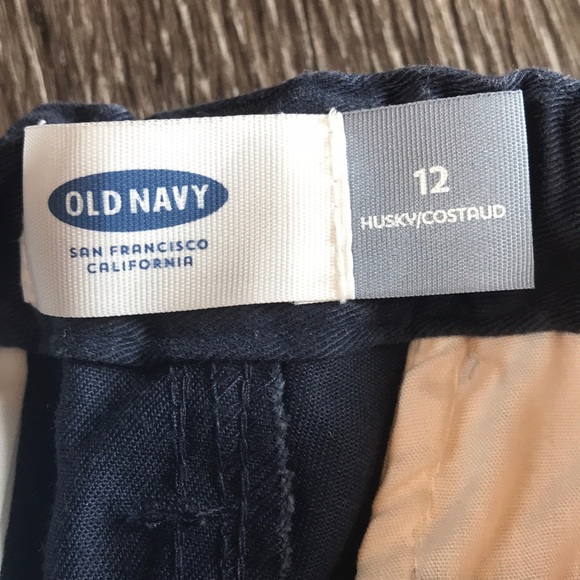 OLD NAVY
SAN FRANCISCO
CALIFORNIA
12
HUSKY/COSTAUD